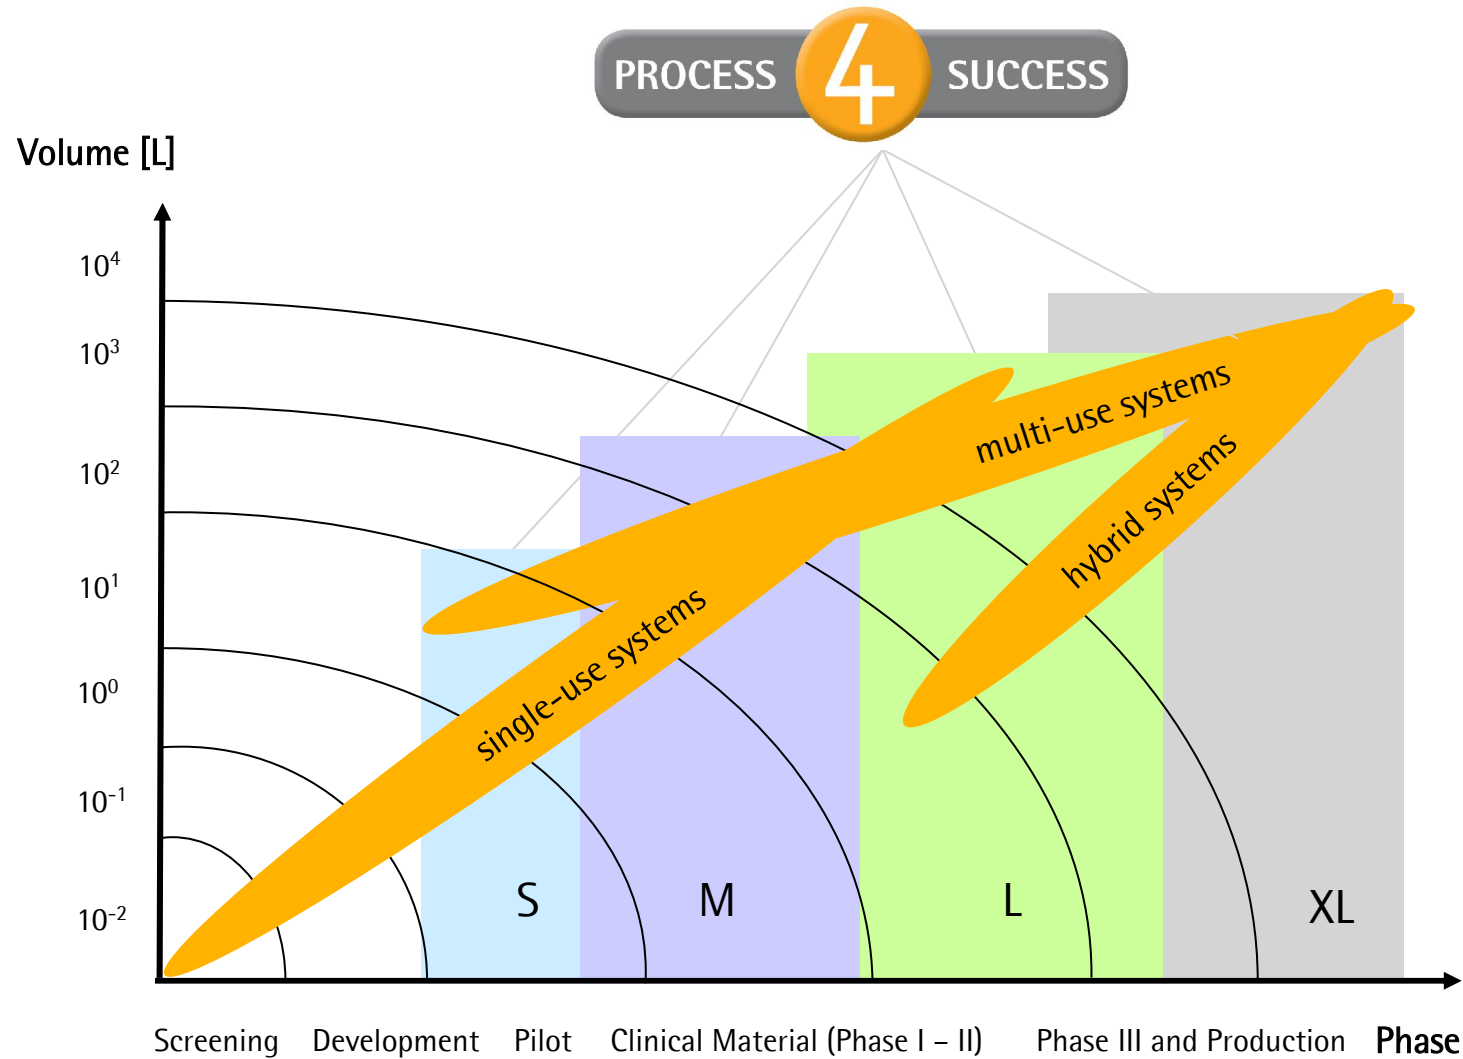 PROCESS 4 SUCCESS
Volume [L]
10⁴
10³
10²
10¹
10⁰
10⁻¹
10⁻²
multi-use systems
hybrid systems
single-use systems
S
M
L
XL
Screening Development Pilot Clinical Material (Phase I – II) Phase III and Production Phase